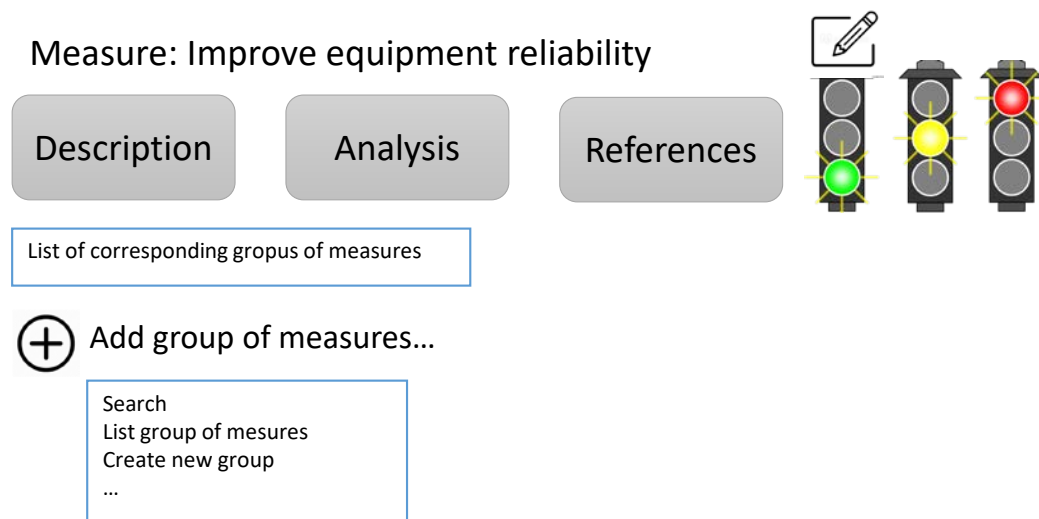 Measure: Improve equipment reliability
Description
Analysis
References
List of corresponding gropus of measures
Add group of measures...
Search
List group of mesures
Create new group
...